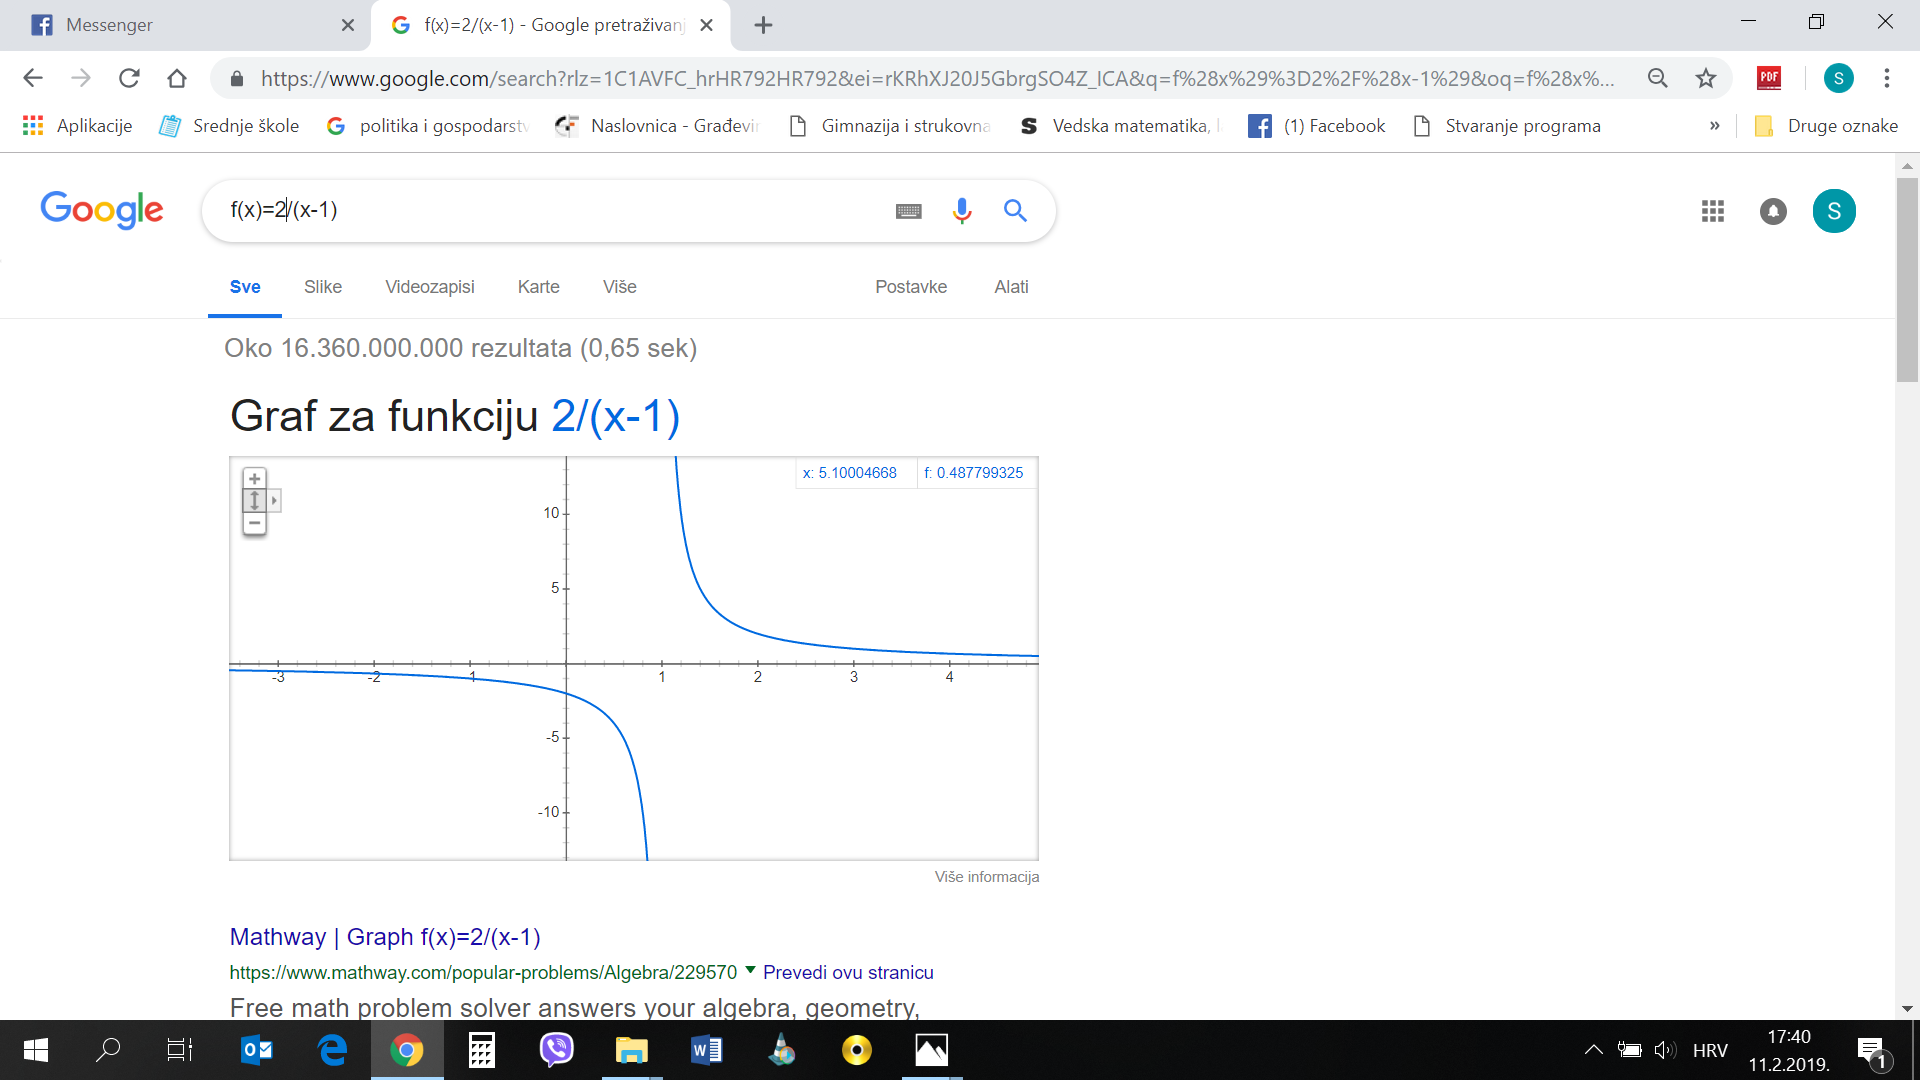 Messenger
f(x)=2/(x-1) - Google pretraživanj
https://www.google.com/search?rlz=1C1AVFC_hrHR792HR792&ei=rKRhXJ20J5GbrgSO4Z_ICA&q=f%28x%29%3D2%2F%28x-1%29&oq=f%28x%...
PDF
S
Aplikacije
Srednje škole
politika i gospodarstv
Naslovnica - Građevin
Gimnazija i strukovna
Vedska matematika,
(1) Facebook
Stvaranje programa
»
Druge oznake
Google
f(x)=2/(x-1)
S
Sve
Slike
Videozapisi
Karte
Više
Postavke
Alati
Oko 16.360.000.000 rezultata (0,65 sek)
Graf za funkciju 2/(x-1)
x: 5.10004668
f: 0.487799325
10
5
-3
-2
-1
1
2
3
4
-5
-10
Više informacija
Mathway | Graph f(x)=2/(x-1)
https://www.mathway.com/popular-problems/Algebra/229570
Prevedi ovu stranicu
Free math problem solver answers your algebra, geometry,
HRV
17:40
11.2.2019.
1